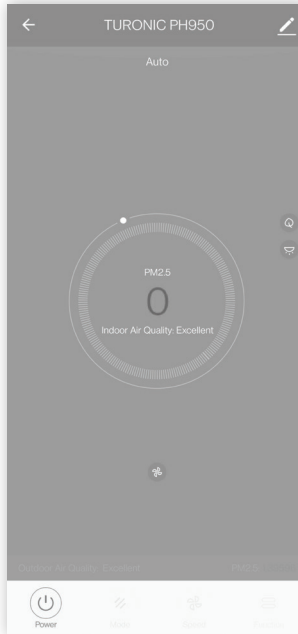 TURONIC PH950
Auto
PM2.5
0
Indoor Air Quality: Excellent
Outdoor Air Quality: Excellent PM2.5
Power Mode Speed